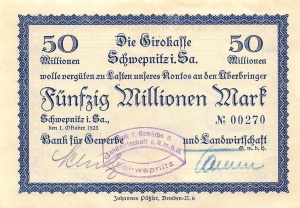 50 Die Girokasse 50
Millionen Schwepnitz i. Sa. Millionen
wolle vergüten zu Lasten unseres Kontos an den Überbringer
Fünfzig Millionen Mark
Schwepnitz i. Sa.,
den 1. Oktober 1923
№ 00270
Bank für Gewerbe und Landwirtschaft
e. G. m. b. H.
Schwepnitz
Johannes Päßler, Dresden-N. 6